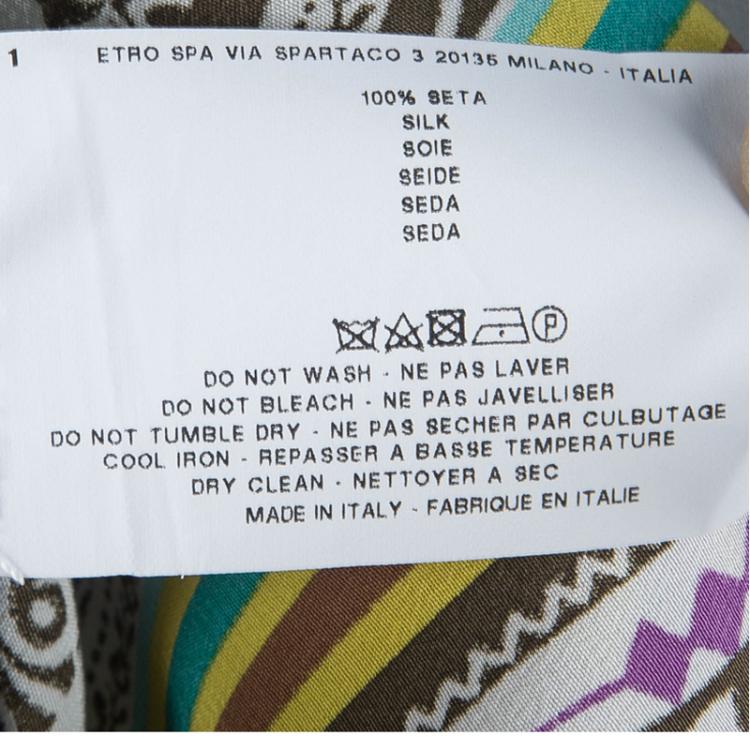 1
ETRO SPA VIA SPARTACO 3 20135 MILANO - ITALIA
100% SETA
SILK
SOIE
SEIDE
SEDA
SEDA
P
DO NOT WASH - NE PAS LAVER
DO NOT BLEACH - NE PAS JAVELLISER
DO NOT TUMBLE DRY - NE PAS SECHER PAR CULBUTAGE
COOL IRON - REPASSER A BASSE TEMPERATURE
DRY CLEAN - NETTOYER A SEC
MADE IN ITALY - FABRIQUE EN ITALIE